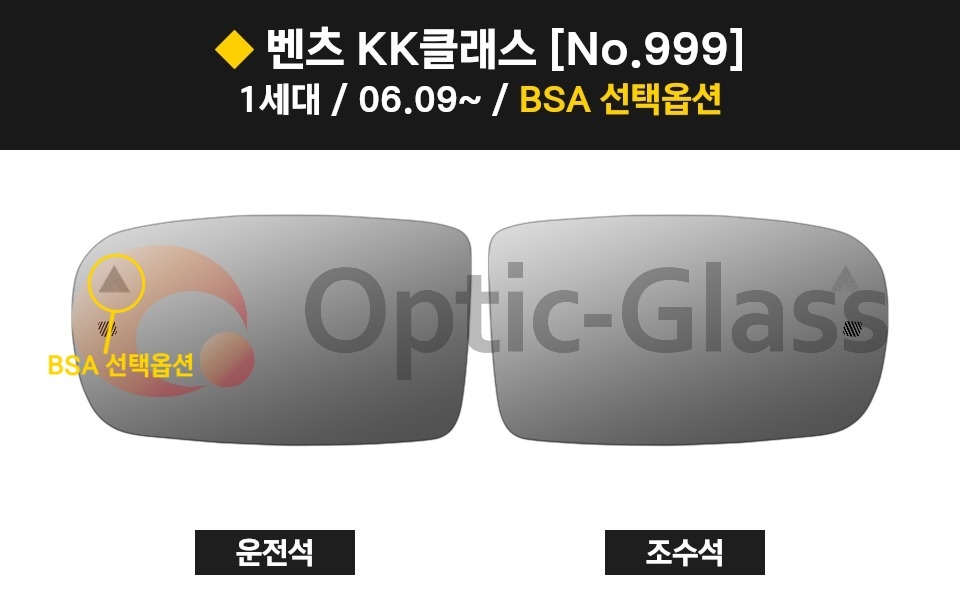 ◆ 벤츠 KK클래스 [No.999]
1세대 / 06.09~ / BSA 선택옵션
Optic-Glass
BSA 선택옵션
운전석
조수석